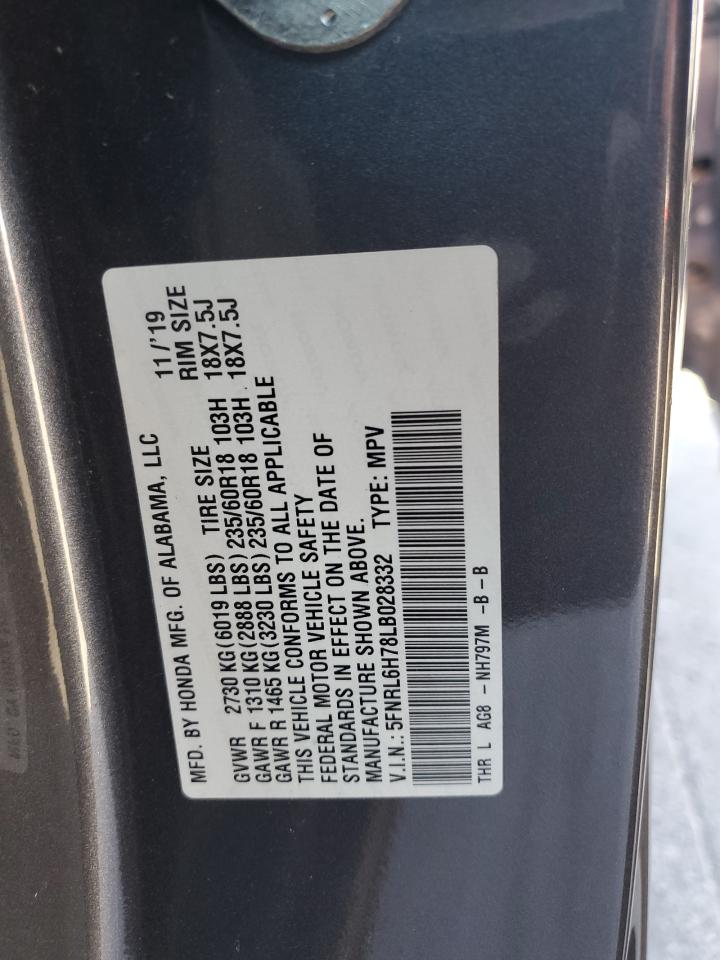 MFD. BY HONDA MFG. OF ALABAMA, LLC 11/'19
GVWR 2730 KG(6019 LBS) TIRE SIZE RIM SIZE
GAWR F 1310 KG(2888 LBS) 235/60R18 103H 18X7.5J
GAWR R 1465 KG(3230 LBS) 235/60R18 103H 18X7.5J
THIS VEHICLE CONFORMS TO ALL APPLICABLE
FEDERAL MOTOR VEHICLE SAFETY
STANDARDS IN EFFECT ON THE DATE OF
MANUFACTURE SHOWN ABOVE.
V.I.N.: 5FNRL6H78LB028332 TYPE: MPV
THR L AG8 - NH797M -B - B